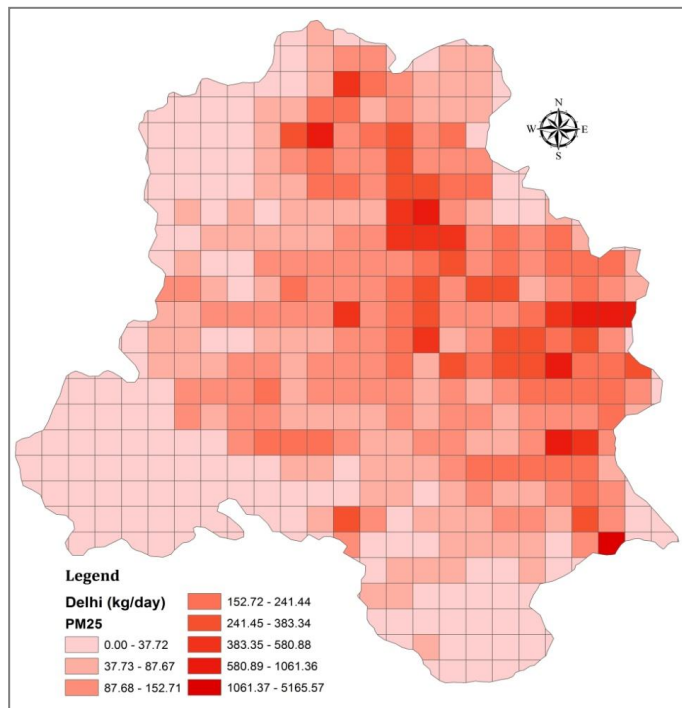 N
W E
S
Legend
Delhi (kg/day)
PM25
0.00 - 37.72
37.73 - 87.67
87.68 - 152.71
152.72 - 241.44
241.45 - 383.34
383.35 - 580.88
580.89 - 1061.36
1061.37 - 5165.57